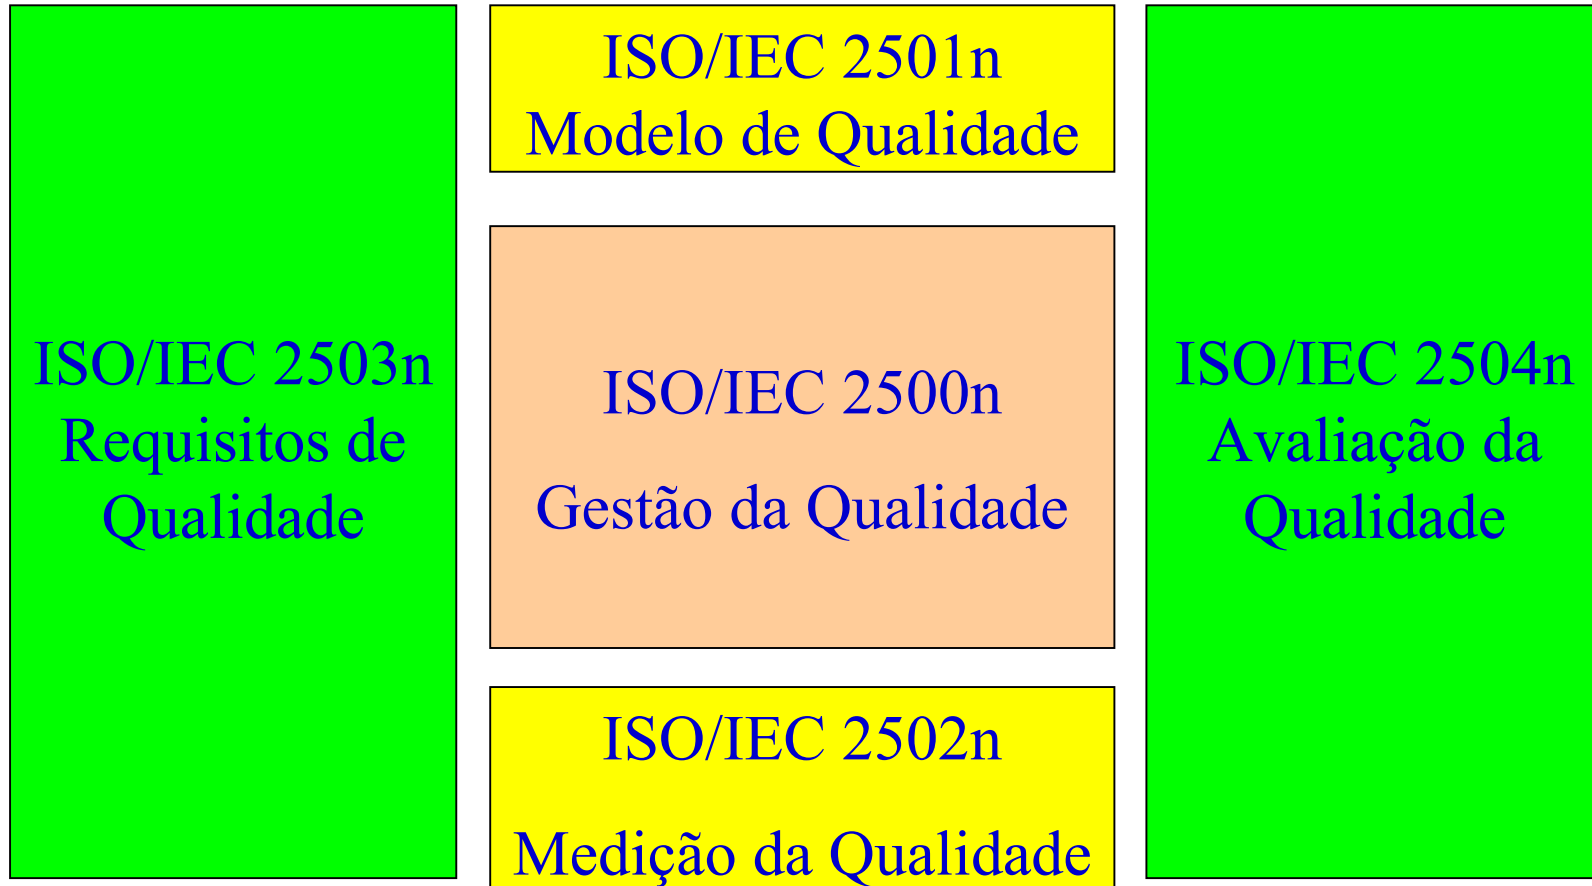 ISO/IEC 2503n
Requisitos de
Qualidade
ISO/IEC 2501n
Modelo de Qualidade
ISO/IEC 2500n
Gestão da Qualidade
ISO/IEC 2502n
Medição da Qualidade
ISO/IEC 2504n
Avaliação da
Qualidade